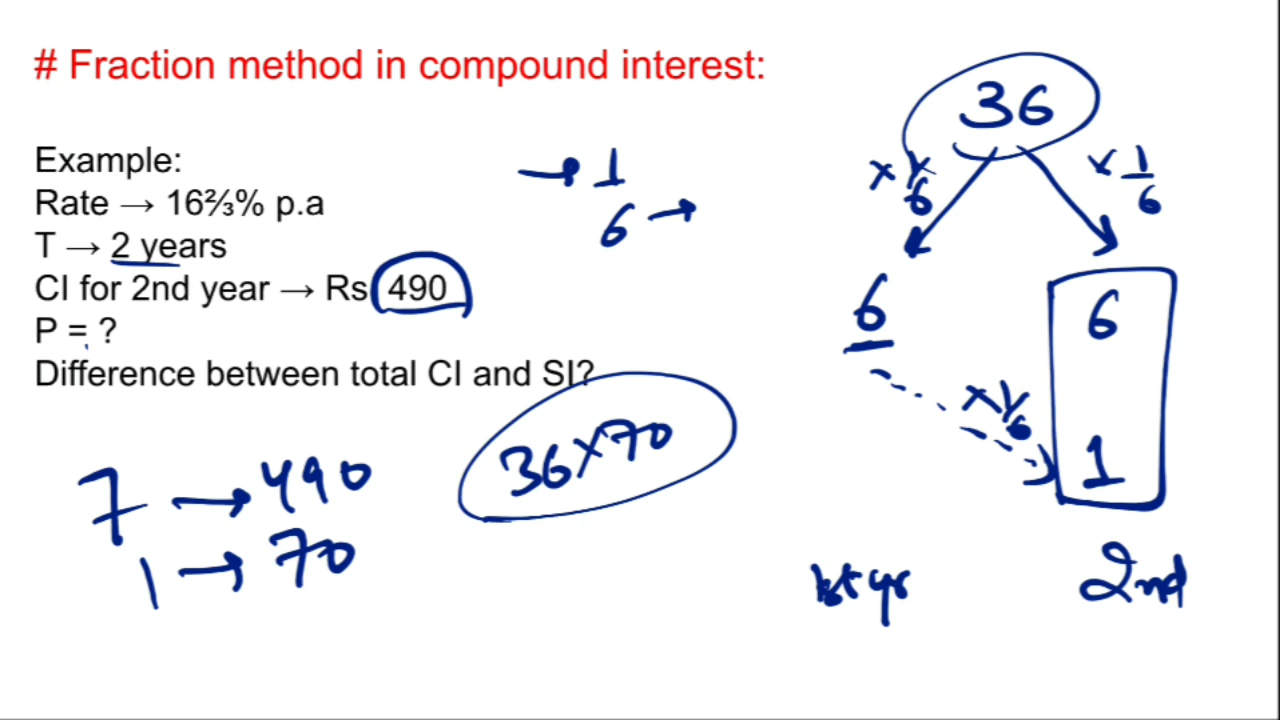 # Fraction method in compound interest:
Example:
Rate → 16⅔% p.a
T → 2 years
CI for 2nd year → Rs 490
P = ?
Difference between total CI and SI?
→ 1
6 →
7 → 490
1 → 70
36×70
36
× 1/6
× 1/6
6
6
× 1/6
1
1st yr
2nd